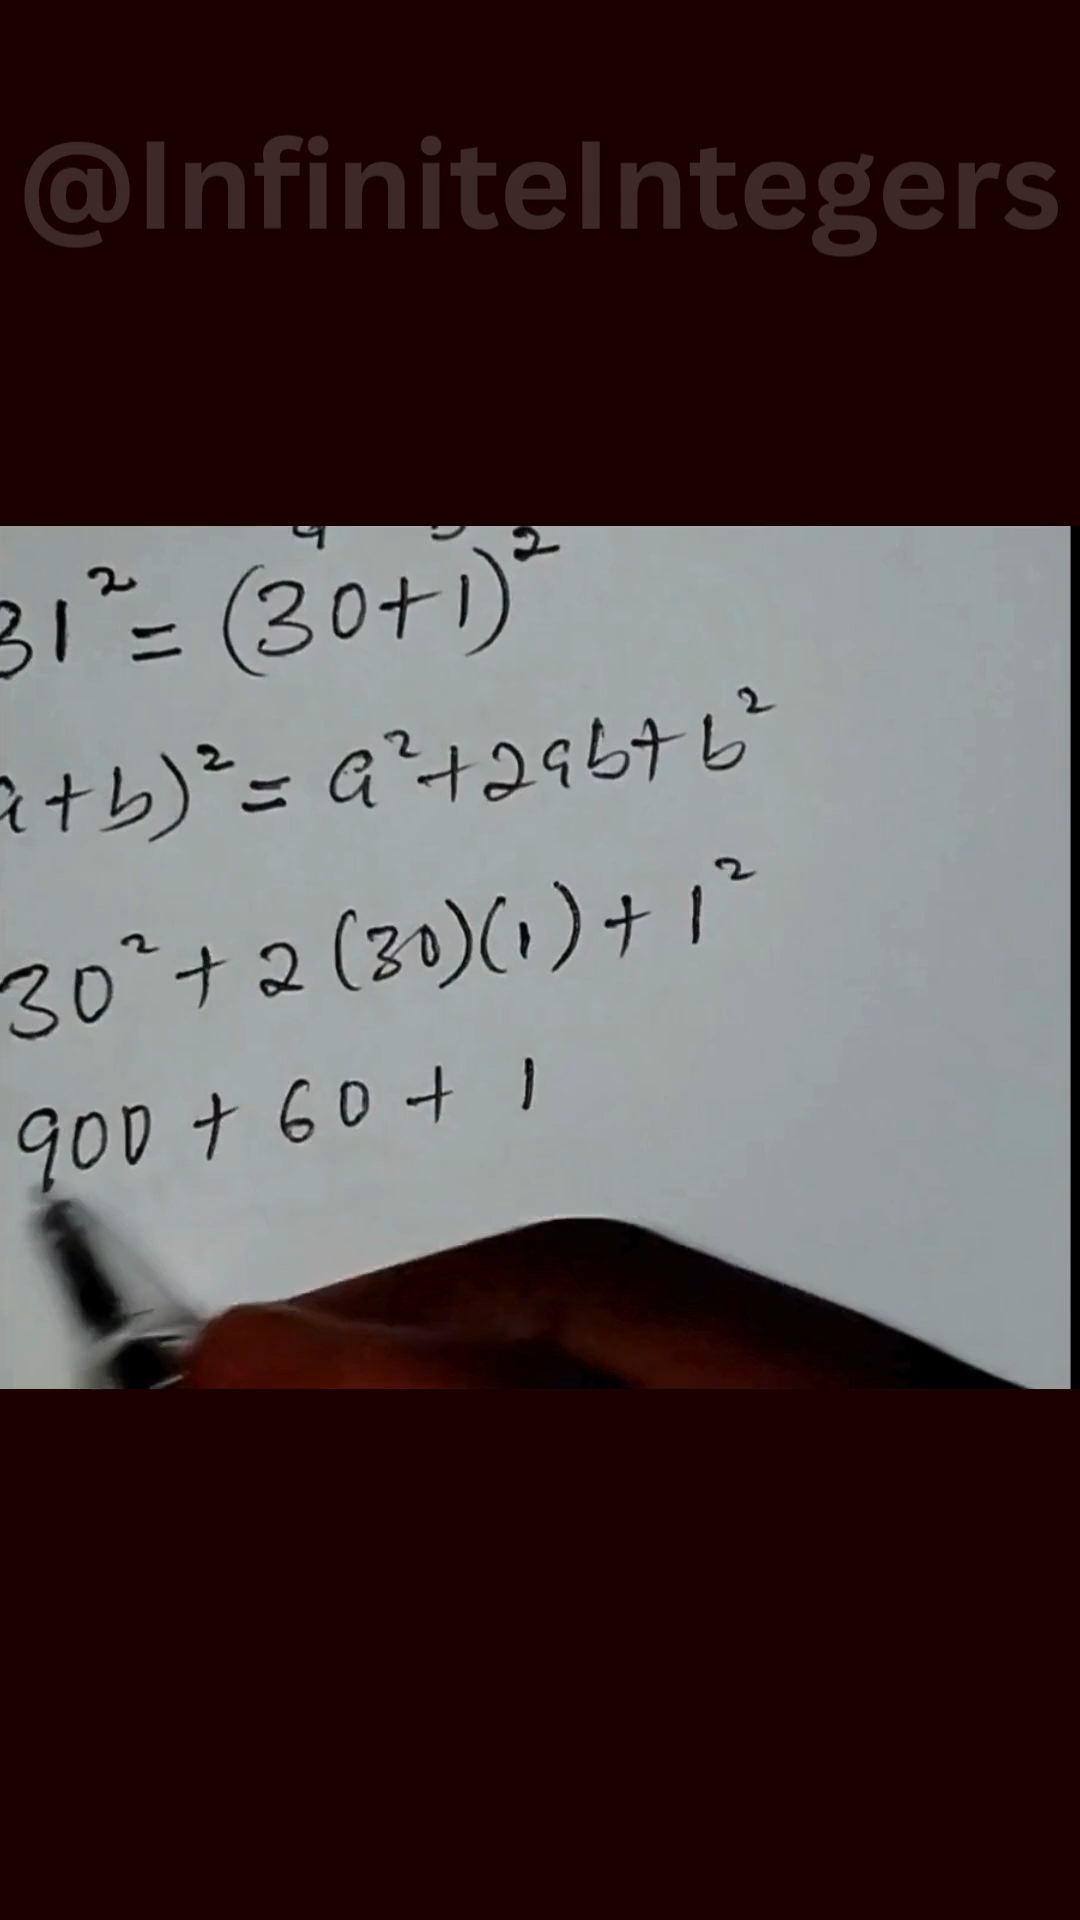 @InfiniteIntegers
31² = (30+1)²
a+b)² = a²+2ab+b²
30² + 2(30)(1) + 1²
900 + 60 + 1